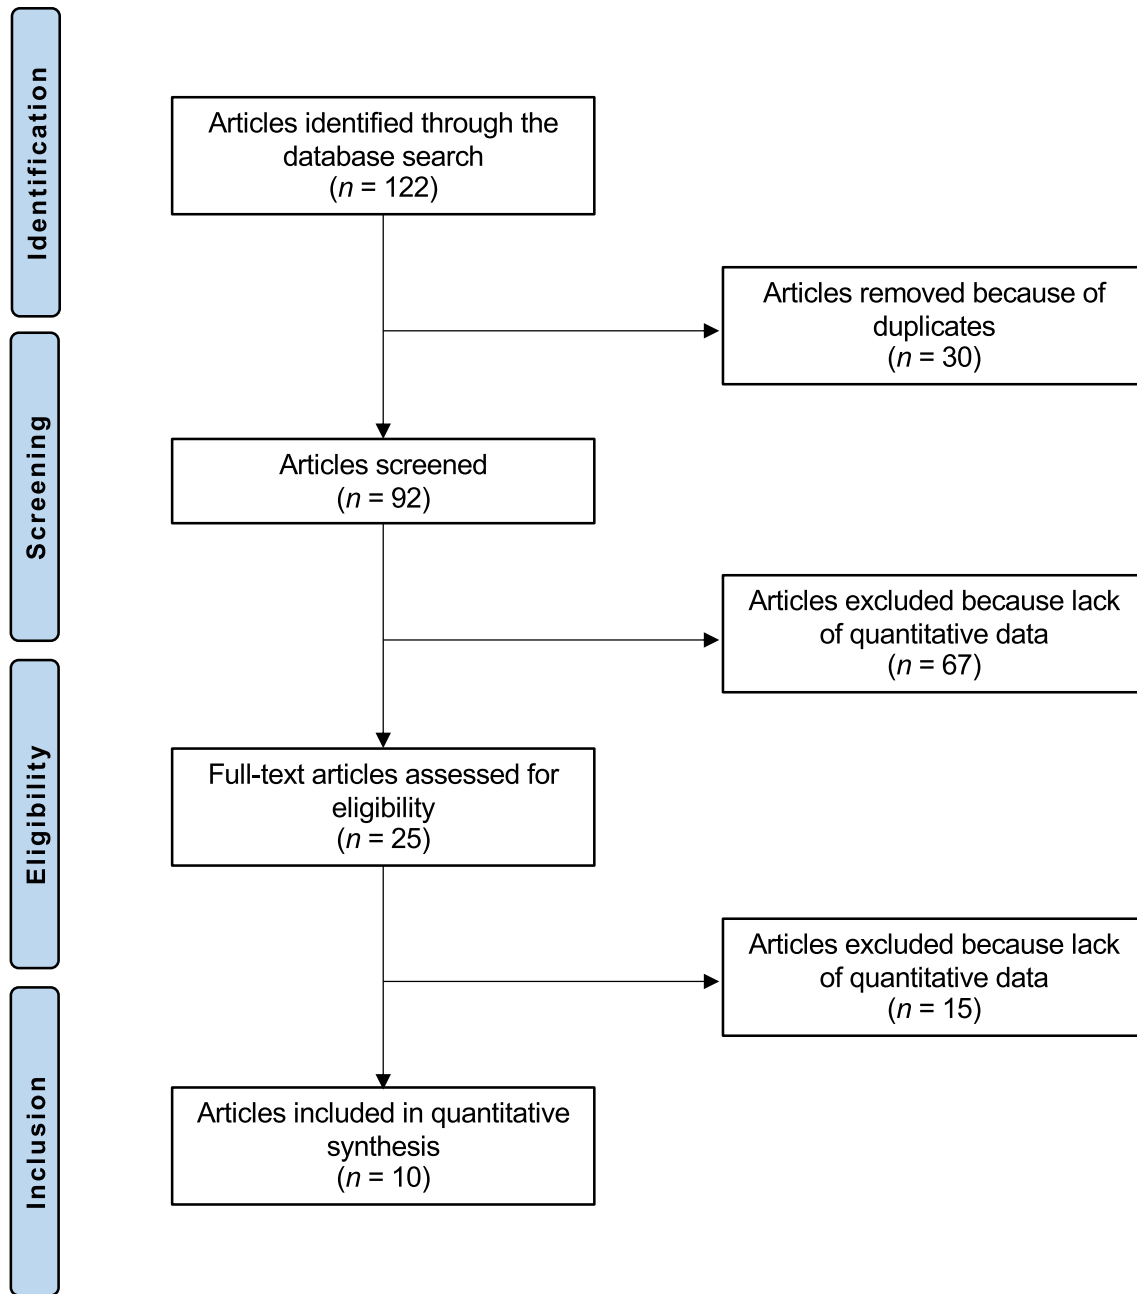 Identification
Articles identified through the
database search
(n = 122)
Articles removed because of
duplicates
(n = 30)
Screening
Articles screened
(n = 92)
Articles excluded because lack
of quantitative data
(n = 67)
Eligibility
Full-text articles assessed for
eligibility
(n = 25)
Articles excluded because lack
of quantitative data
(n = 15)
Inclusion
Articles included in quantitative
synthesis
(n = 10)